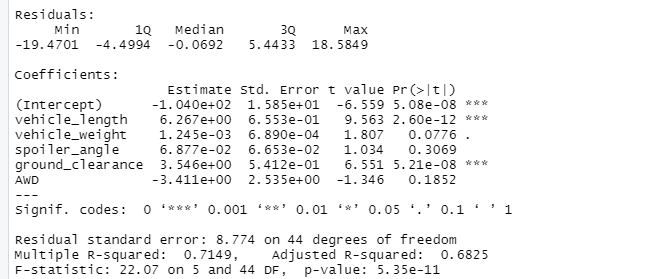 Residuals:
     Min       1Q   Median       3Q      Max
-19.4701  -4.4994  -0.0692   5.4433  18.5849

Coefficients:
                   Estimate Std. Error t value Pr(>|t|)
(Intercept)      -1.040e+02  1.585e+01  -6.559 5.08e-08 ***
vehicle_length    6.267e+00  6.553e-01   9.563 2.60e-12 ***
vehicle_weight    1.245e-03  6.890e-04   1.807   0.0776 .
spoiler_angle     6.877e-02  6.653e-02   1.034   0.3069
ground_clearance  3.546e+00  5.412e-01   6.551 5.21e-08 ***
AWD              -3.411e+00  2.535e+00  -1.346   0.1852
---
Signif. codes:  0 ‘***’ 0.001 ‘**’ 0.01 ‘*’ 0.05 ‘.’ 0.1 ‘ ’ 1

Residual standard error: 8.774 on 44 degrees of freedom
Multiple R-squared:  0.7149,    Adjusted R-squared:  0.6825
F-statistic: 22.07 on 5 and 44 DF,  p-value: 5.35e-11